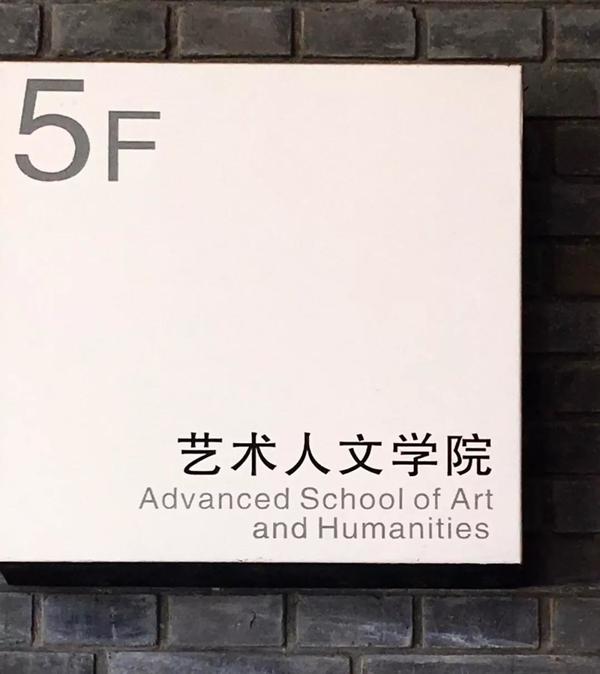 5F
艺术人文学院
Advanced School of Art
and Humanities